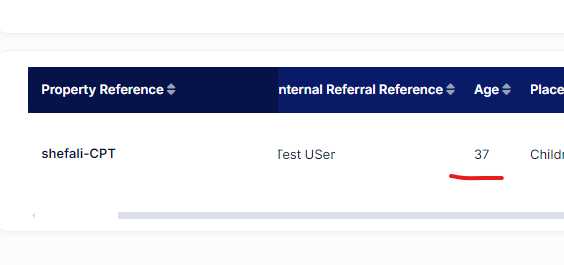 Property Reference nternal Referral Reference Age Place
shefali-CPT Test USer 37 Childr